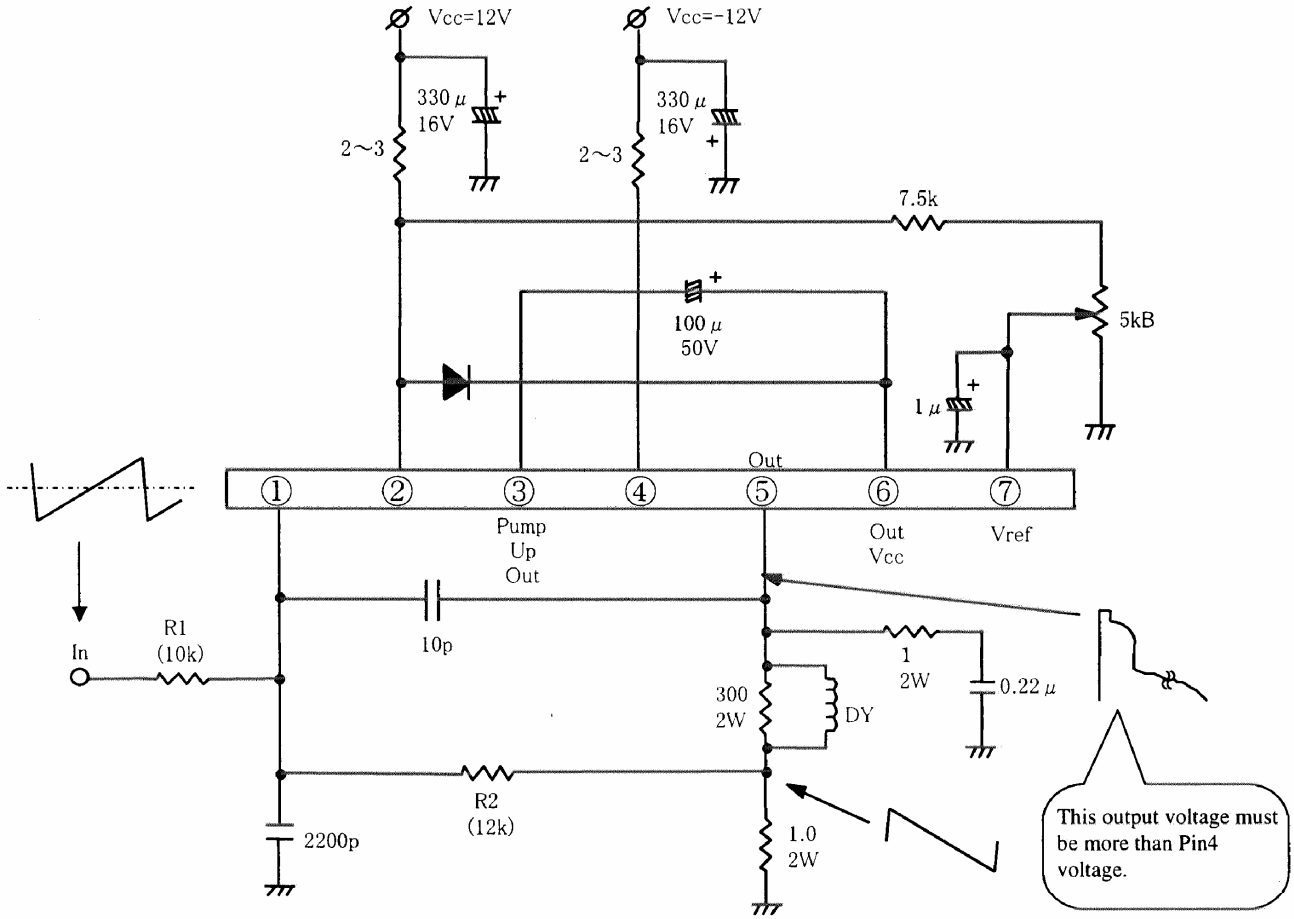 Vcc=12V
Vcc=-12V
330 μ
16V
+
330 μ
16V
+
2～3
2～3
7.5k
+
100 μ
50V
5kB
+
1 μ
Out
① ② ③ ④ ⑤ ⑥ ⑦
Pump
Up
Out
Out
Vcc
Vref
10p
In
R1
(10k)
1
2W
0.22 μ
300
2W
DY
R2
(12k)
2200p
1.0
2W
This output voltage must
be more than Pin4
voltage.